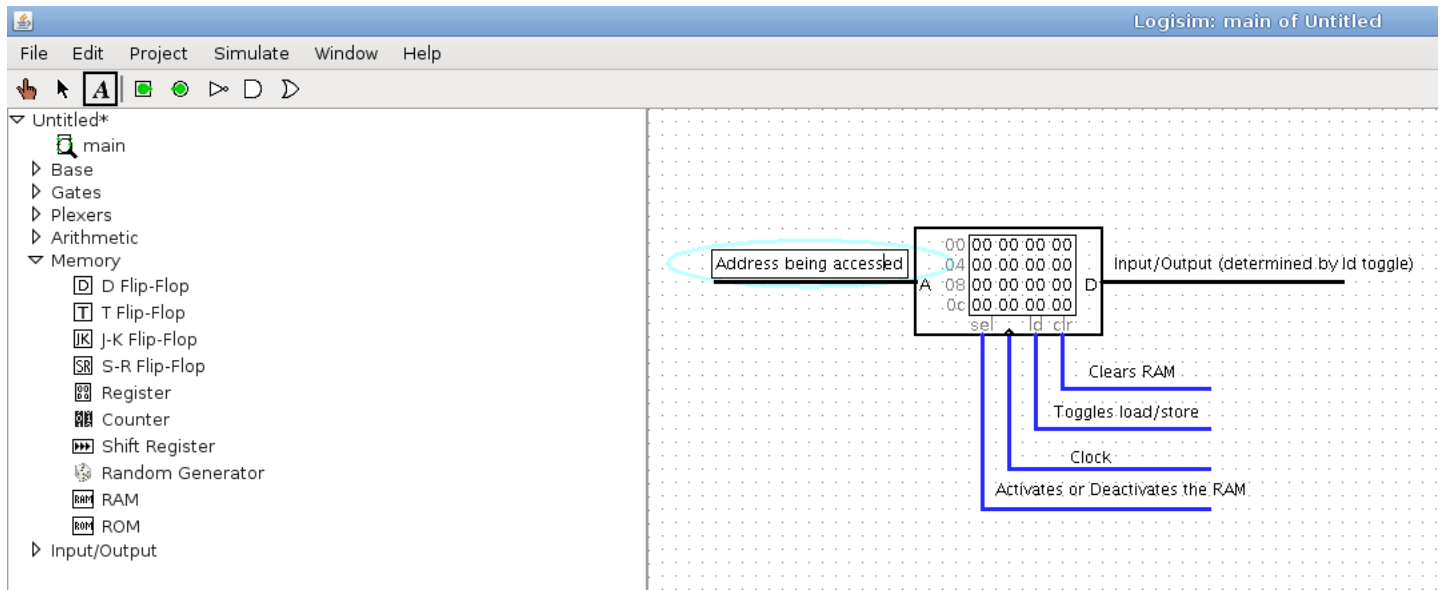 Logisim: main of Untitled
File Edit Project Simulate Window Help
A
Untitled*
main
Base
Gates
Plexers
Arithmetic
Memory
D D Flip-Flop
T T Flip-Flop
JK J-K Flip-Flop
SR S-R Flip-Flop
Register
Counter
Shift Register
Random Generator
RAM RAM
ROM ROM
Input/Output
Address being accessed
00 00 00 00 00
04 00 00 00 00
08 00 00 00 00
0c 00 00 00 00
A
D
sel ld clr
Input/Output (determined by ld toggle)
Clears RAM
Toggles load/store
Clock
Activates or Deactivates the RAM